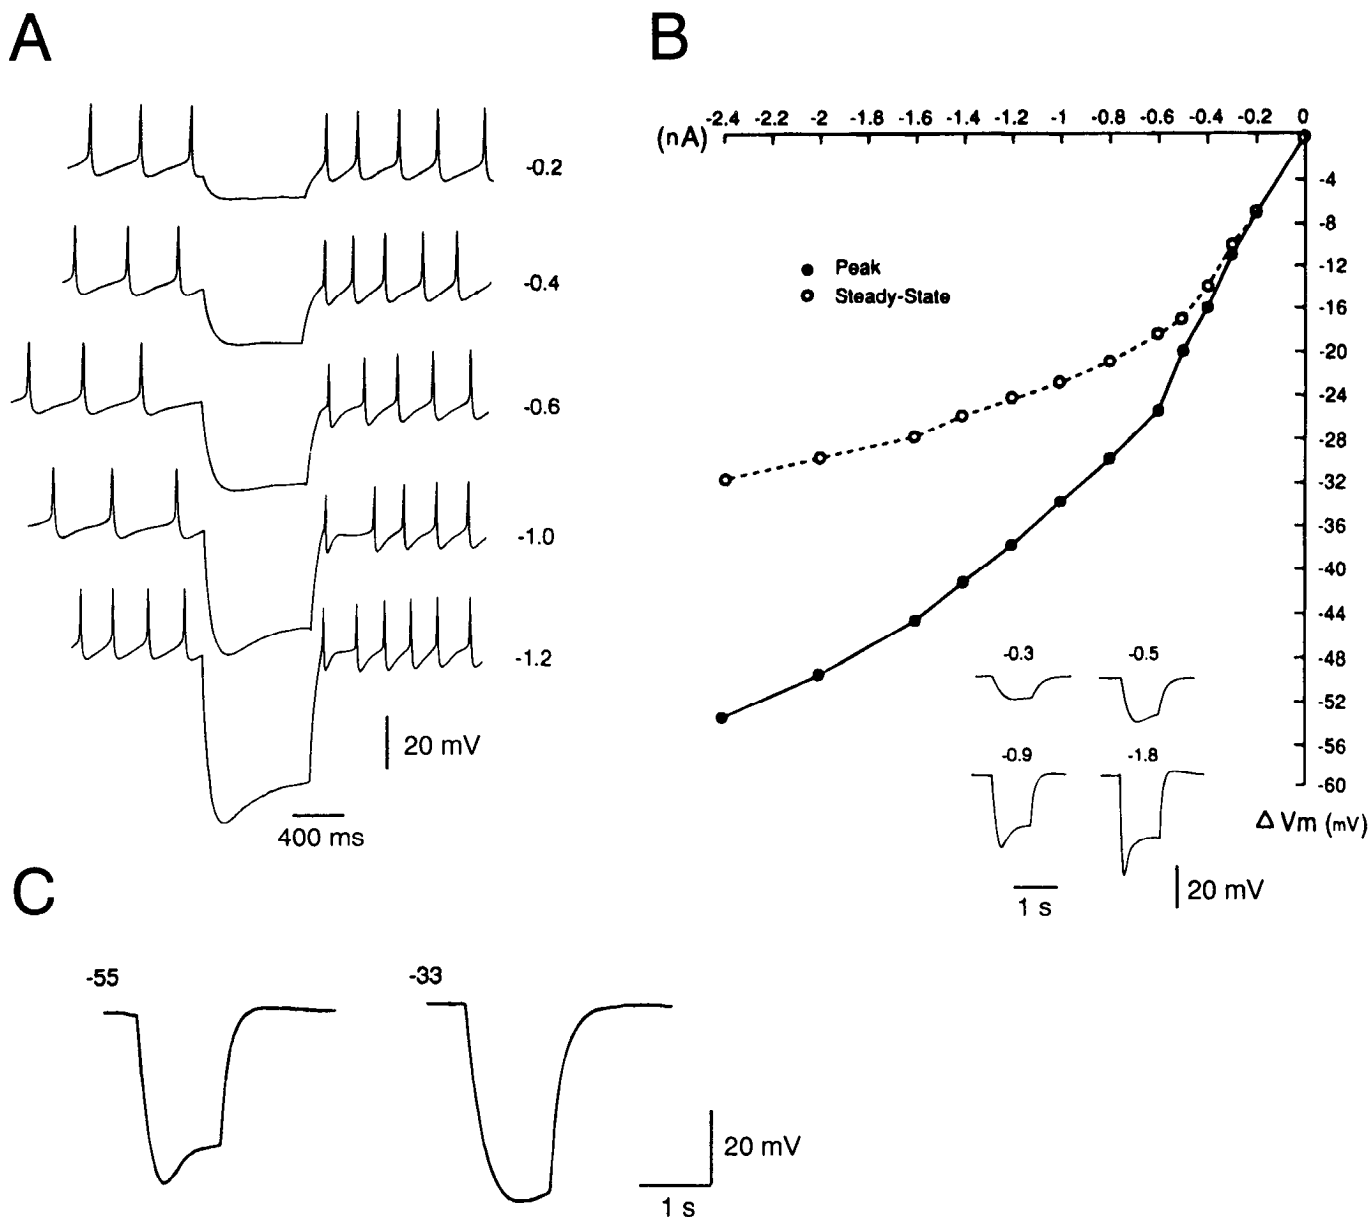 A
-0.2
-0.4
-0.6
-1.0
-1.2
20 mV
400 ms
B
(nA)
-2.4 -2.2 -2 -1.8 -1.6 -1.4 -1.2 -1 -0.8 -0.6 -0.4 -0.2 0
-4
-8
-12
-16
-20
-24
-28
-32
-36
-40
-44
-48
-52
-56
-60
Δ Vm (mV)
Peak
Steady-State
-0.3 -0.5
-0.9 -1.8
1 s
20 mV
C
-55 -33
20 mV
1 s